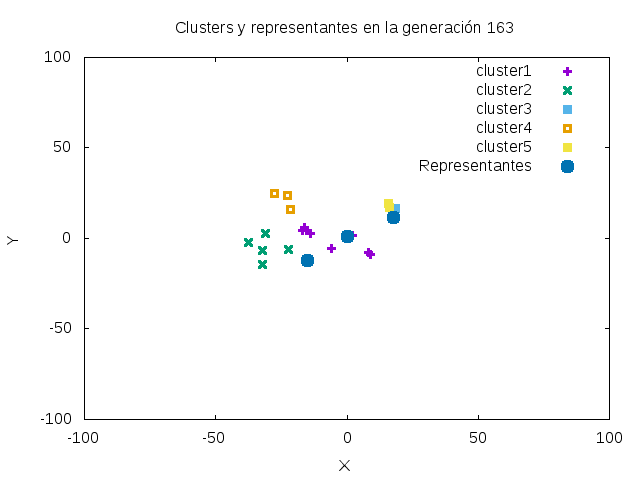 Clusters y representantes en la generación 163
100
50
0
-50
-100
-100
-50
0
50
100
X
Y
cluster1
cluster2
cluster3
cluster4
cluster5
Representantes